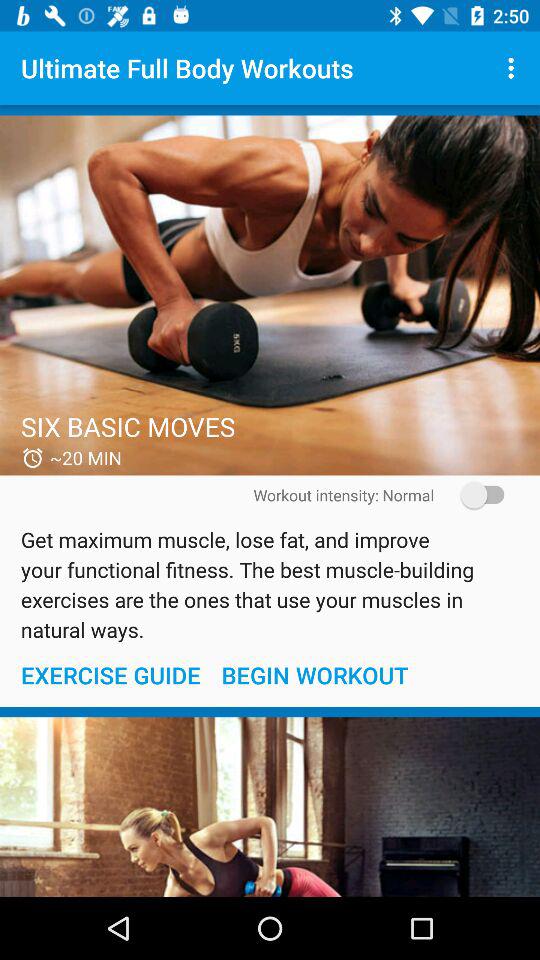 2:50
Ultimate Full Body Workouts
5KG
SIX BASIC MOVES
~20 MIN
Workout intensity: Normal
Get maximum muscle, lose fat, and improve
your functional fitness. The best muscle-building
exercises are the ones that use your muscles in
natural ways.
EXERCISE GUIDE BEGIN WORKOUT